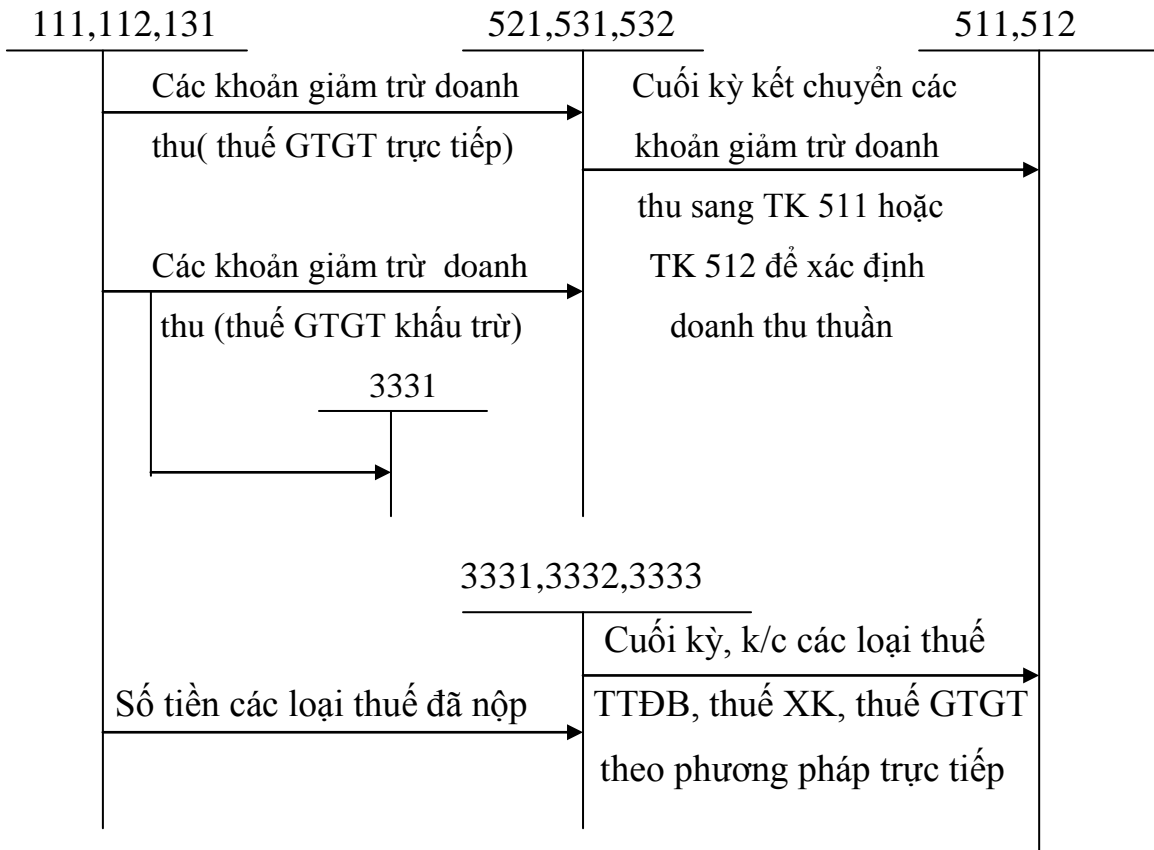 111,112,131
521,531,532
511,512
Các khoản giảm trừ doanh
thu( thuế GTGT trực tiếp)
Cuối kỳ kết chuyển các
khoản giảm trừ doanh
thu sang TK 511 hoặc
TK 512 để xác định
doanh thu thuần
Các khoản giảm trừ doanh
thu (thuế GTGT khấu trừ)
3331
3331,3332,3333
Số tiền các loại thuế đã nộp
Cuối kỳ, k/c các loại thuế
TTĐB, thuế XK, thuế GTGT
theo phương pháp trực tiếp